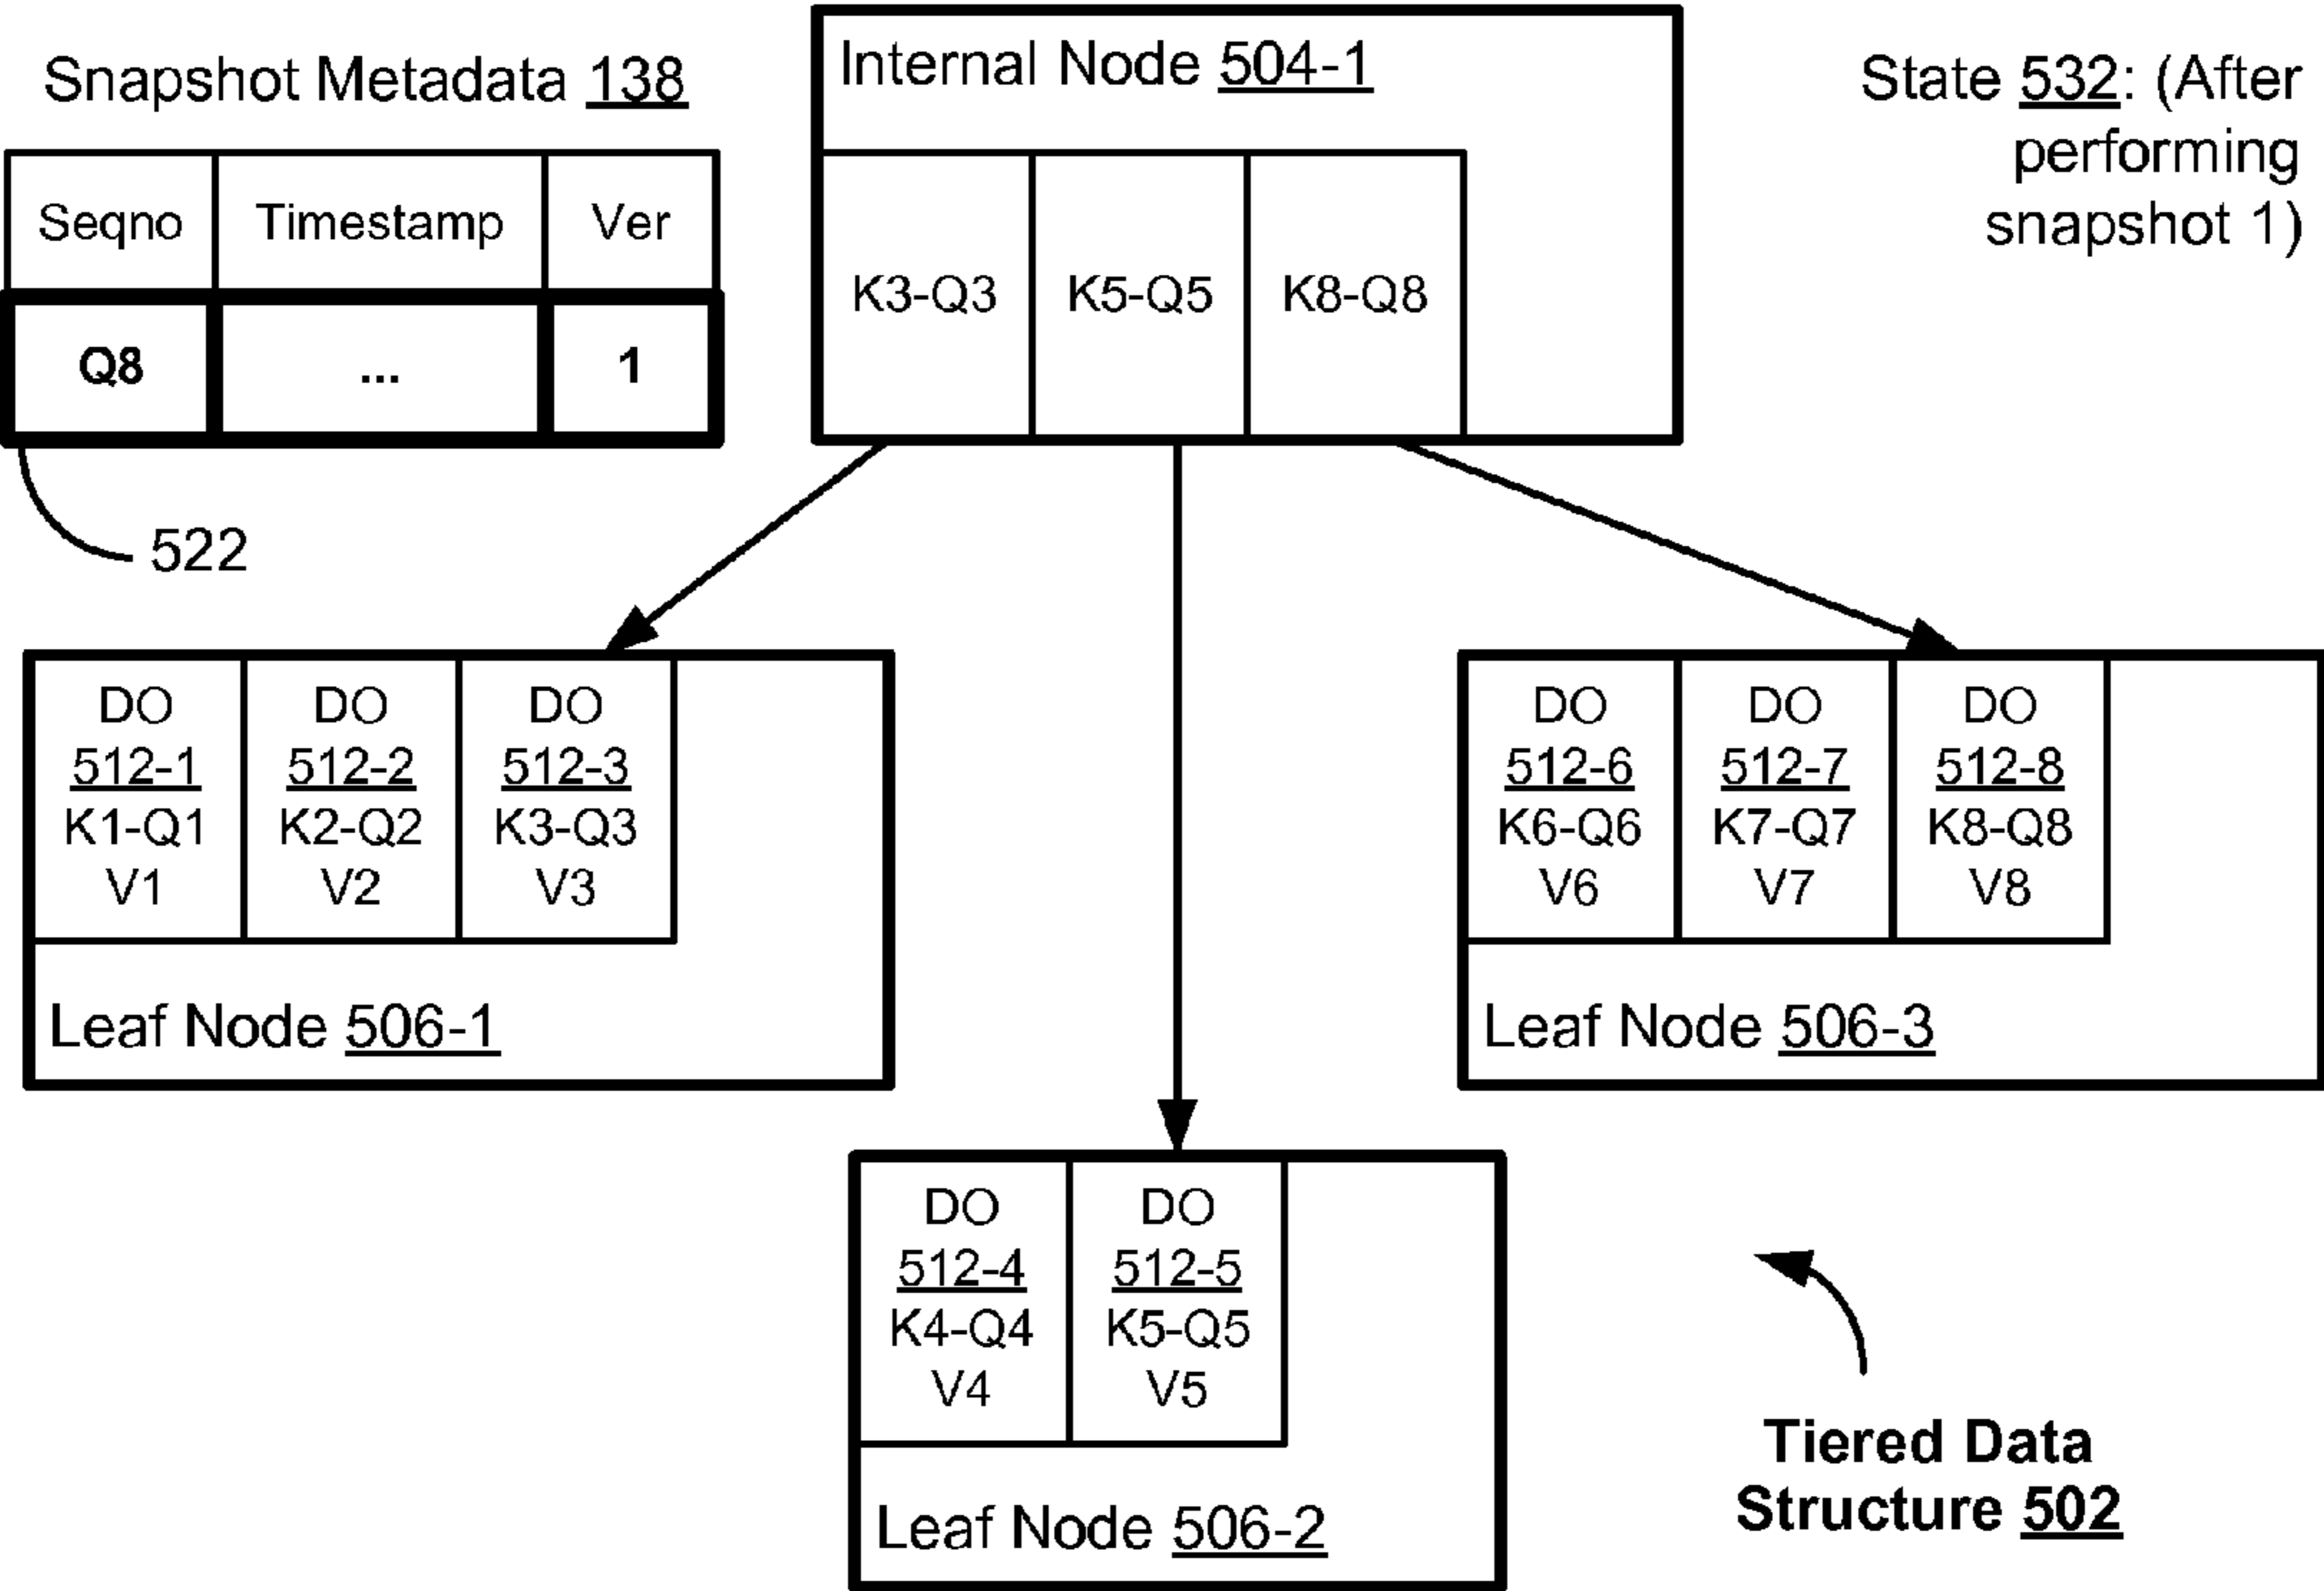 Snapshot Metadata 138
Seqno Timestamp Ver
Q8 ... 1
522
Internal Node 504-1
K3-Q3 K5-Q5 K8-Q8
State 532: (After
performing
snapshot 1)
DO DO DO
512-1 512-2 512-3
K1-Q1 K2-Q2 K3-Q3
V1 V2 V3
Leaf Node 506-1
DO DO DO
512-6 512-7 512-8
K6-Q6 K7-Q7 K8-Q8
V6 V7 V8
Leaf Node 506-3
DO DO
512-4 512-5
K4-Q4 K5-Q5
V4 V5
Leaf Node 506-2
Tiered Data
Structure 502